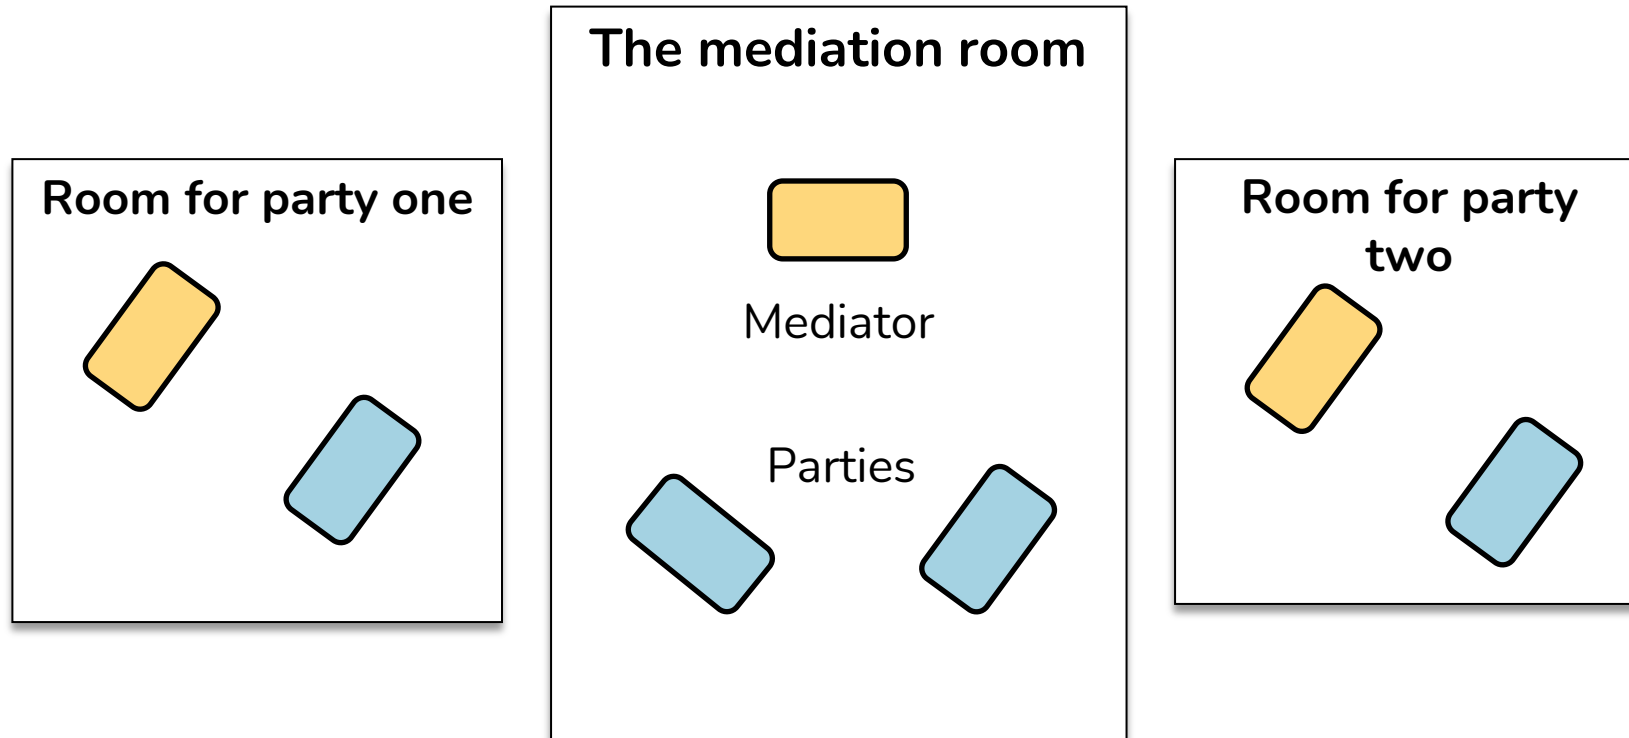 The mediation room
Room for party one
Mediator
Parties
Room for party
two